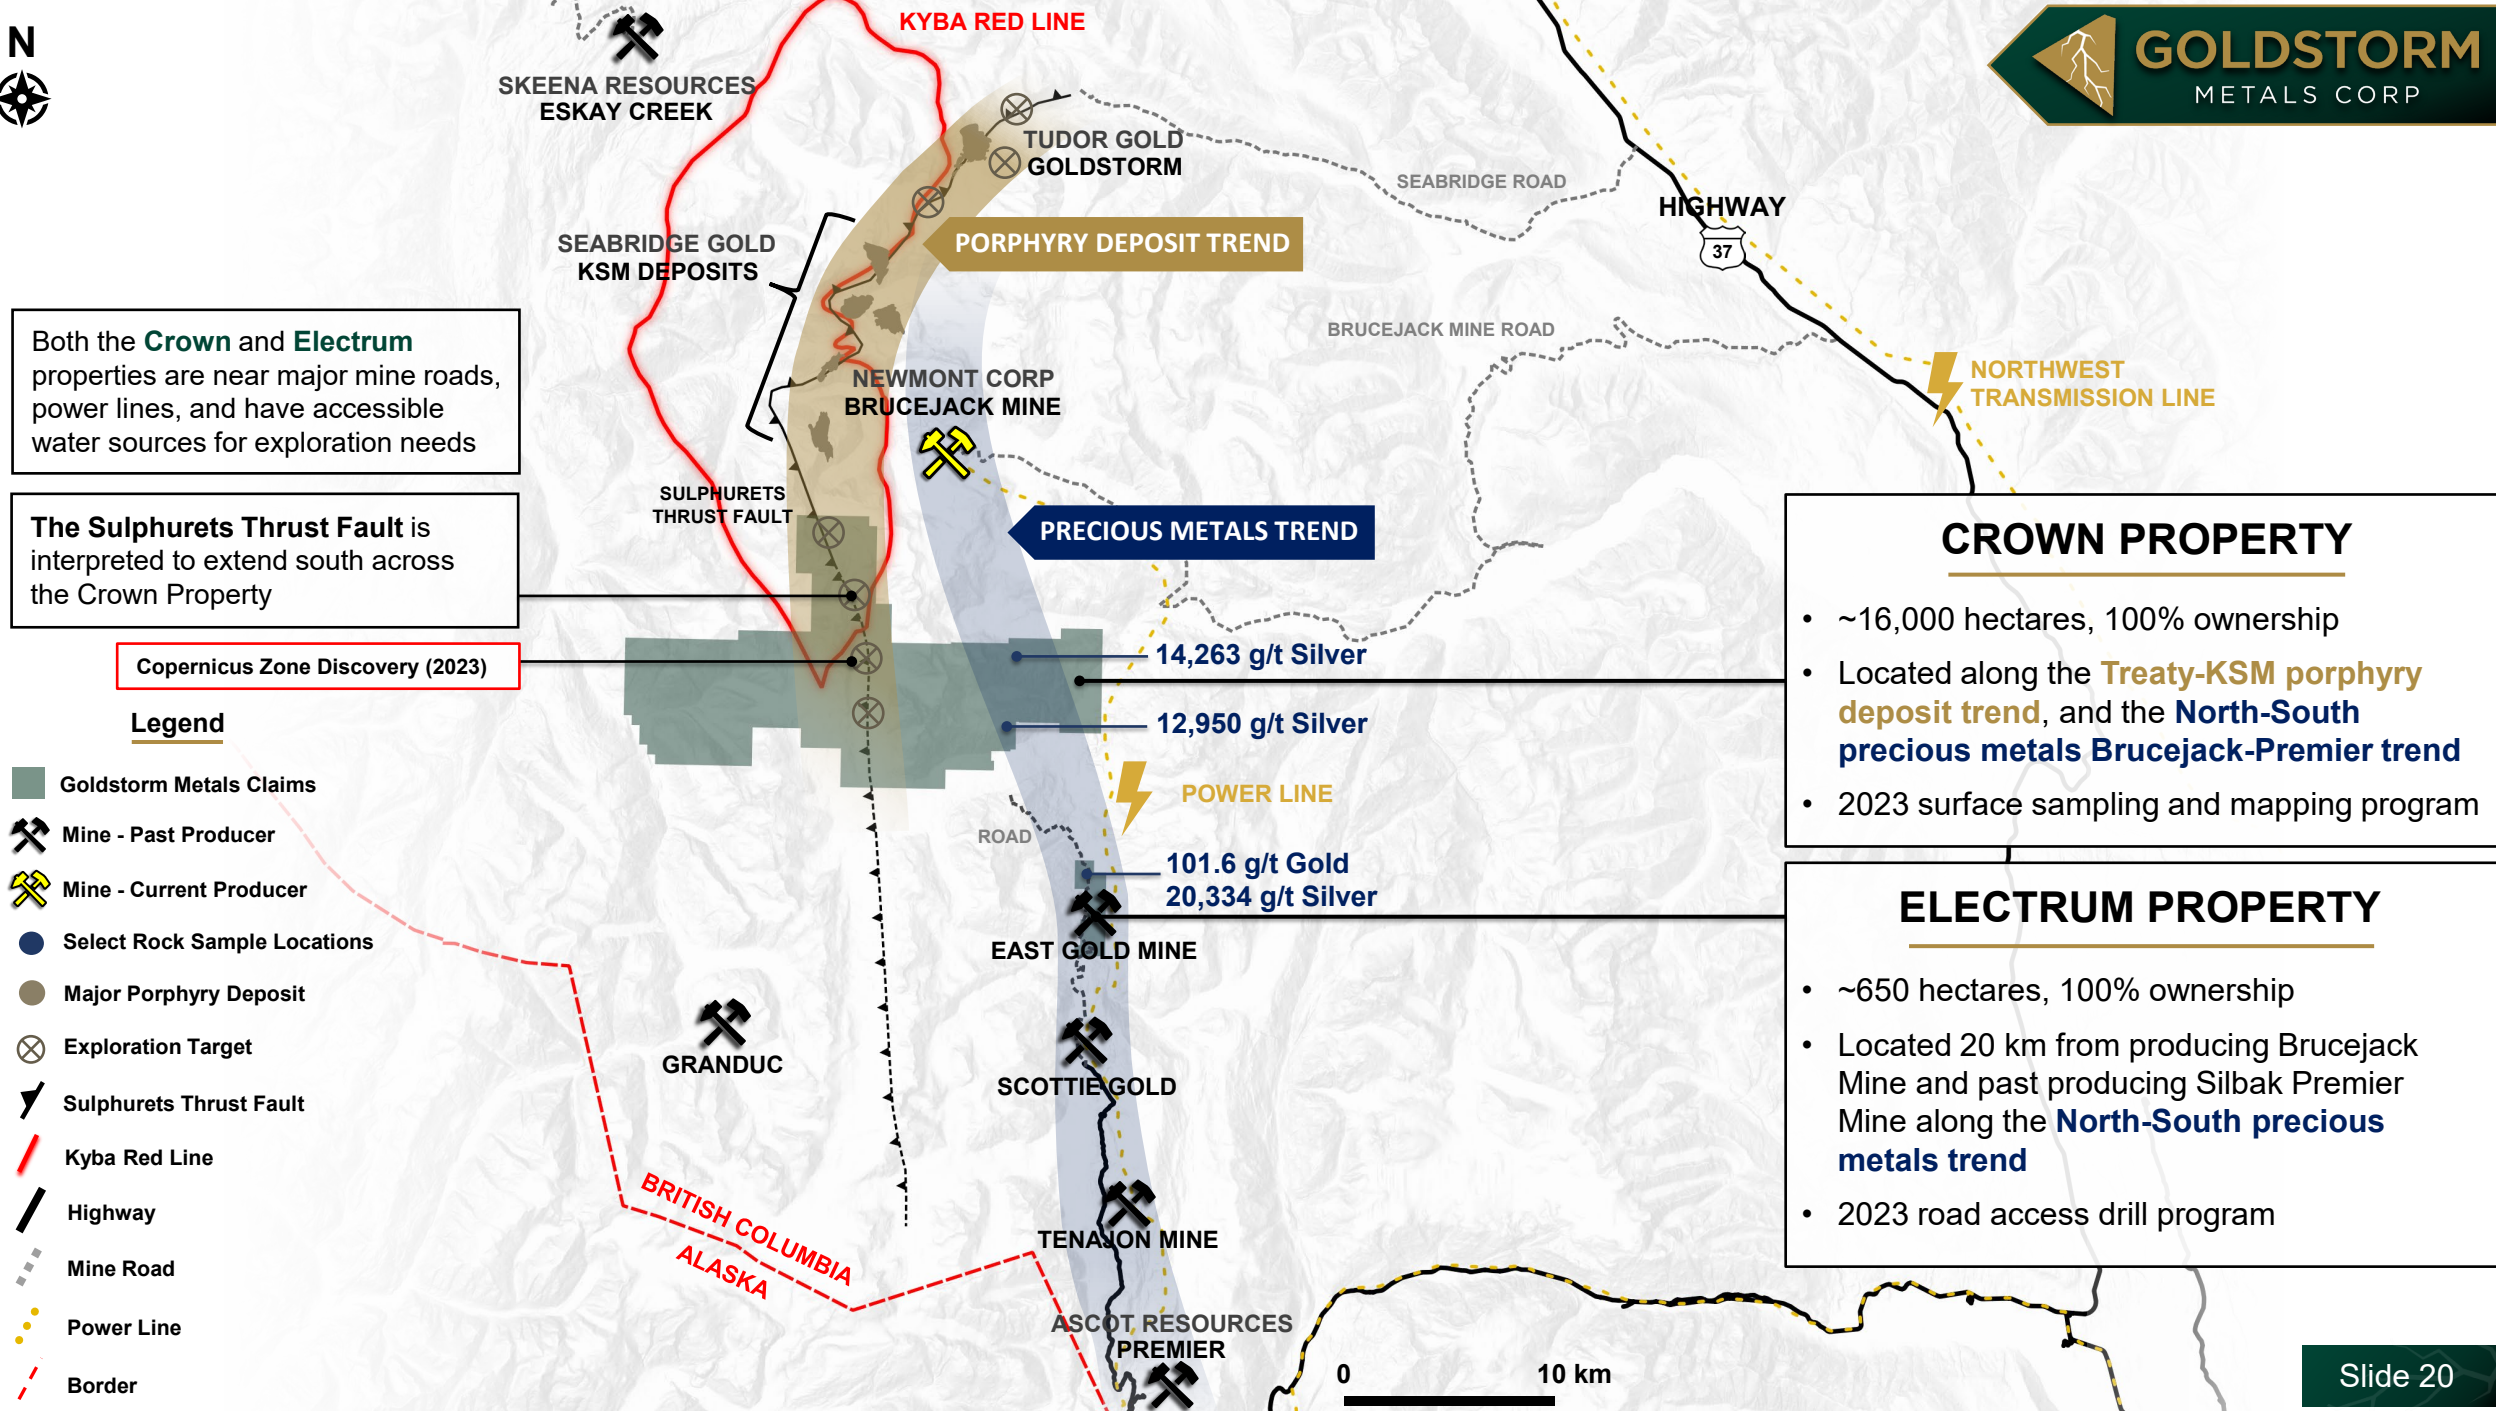 N
KYBA RED LINE
GOLDSTORM
METALS CORP
SKEENA RESOURCES
ESKAY CREEK
TUDOR GOLD
GOLDSTORM
SEABRIDGE ROAD
HIGHWAY
37
SEABRIDGE GOLD
KSM DEPOSITS
PORPHYRY DEPOSIT TREND
BRUCEJACK MINE ROAD
Both the Crown and Electrum
properties are near major mine roads,
power lines, and have accessible
water sources for exploration needs
NEWMONT CORP
BRUCEJACK MINE
NORTHWEST
TRANSMISSION LINE
SULPHURETS
THRUST FAULT
PRECIOUS METALS TREND
The Sulphurets Thrust Fault is
interpreted to extend south across
the Crown Property
Copernicus Zone Discovery (2023)
14,263 g/t Silver
12,950 g/t Silver
POWER LINE
ROAD
101.6 g/t Gold
20,334 g/t Silver
EAST GOLD MINE
GRANDUC
SCOTTIE GOLD
BRITISH COLUMBIA
ALASKA
TENAJON MINE
ASCOT RESOURCES
PREMIER
0 10 km
CROWN PROPERTY
• ~16,000 hectares, 100% ownership
• Located along the Treaty-KSM porphyry
deposit trend, and the North-South
precious metals Brucejack-Premier trend
• 2023 surface sampling and mapping program
ELECTRUM PROPERTY
• ~650 hectares, 100% ownership
• Located 20 km from producing Brucejack
Mine and past producing Silbak Premier
Mine along the North-South precious
metals trend
• 2023 road access drill program
Legend
Goldstorm Metals Claims
Mine - Past Producer
Mine - Current Producer
Select Rock Sample Locations
Major Porphyry Deposit
Exploration Target
Sulphurets Thrust Fault
Kyba Red Line
Highway
Mine Road
Power Line
Border
Slide 20